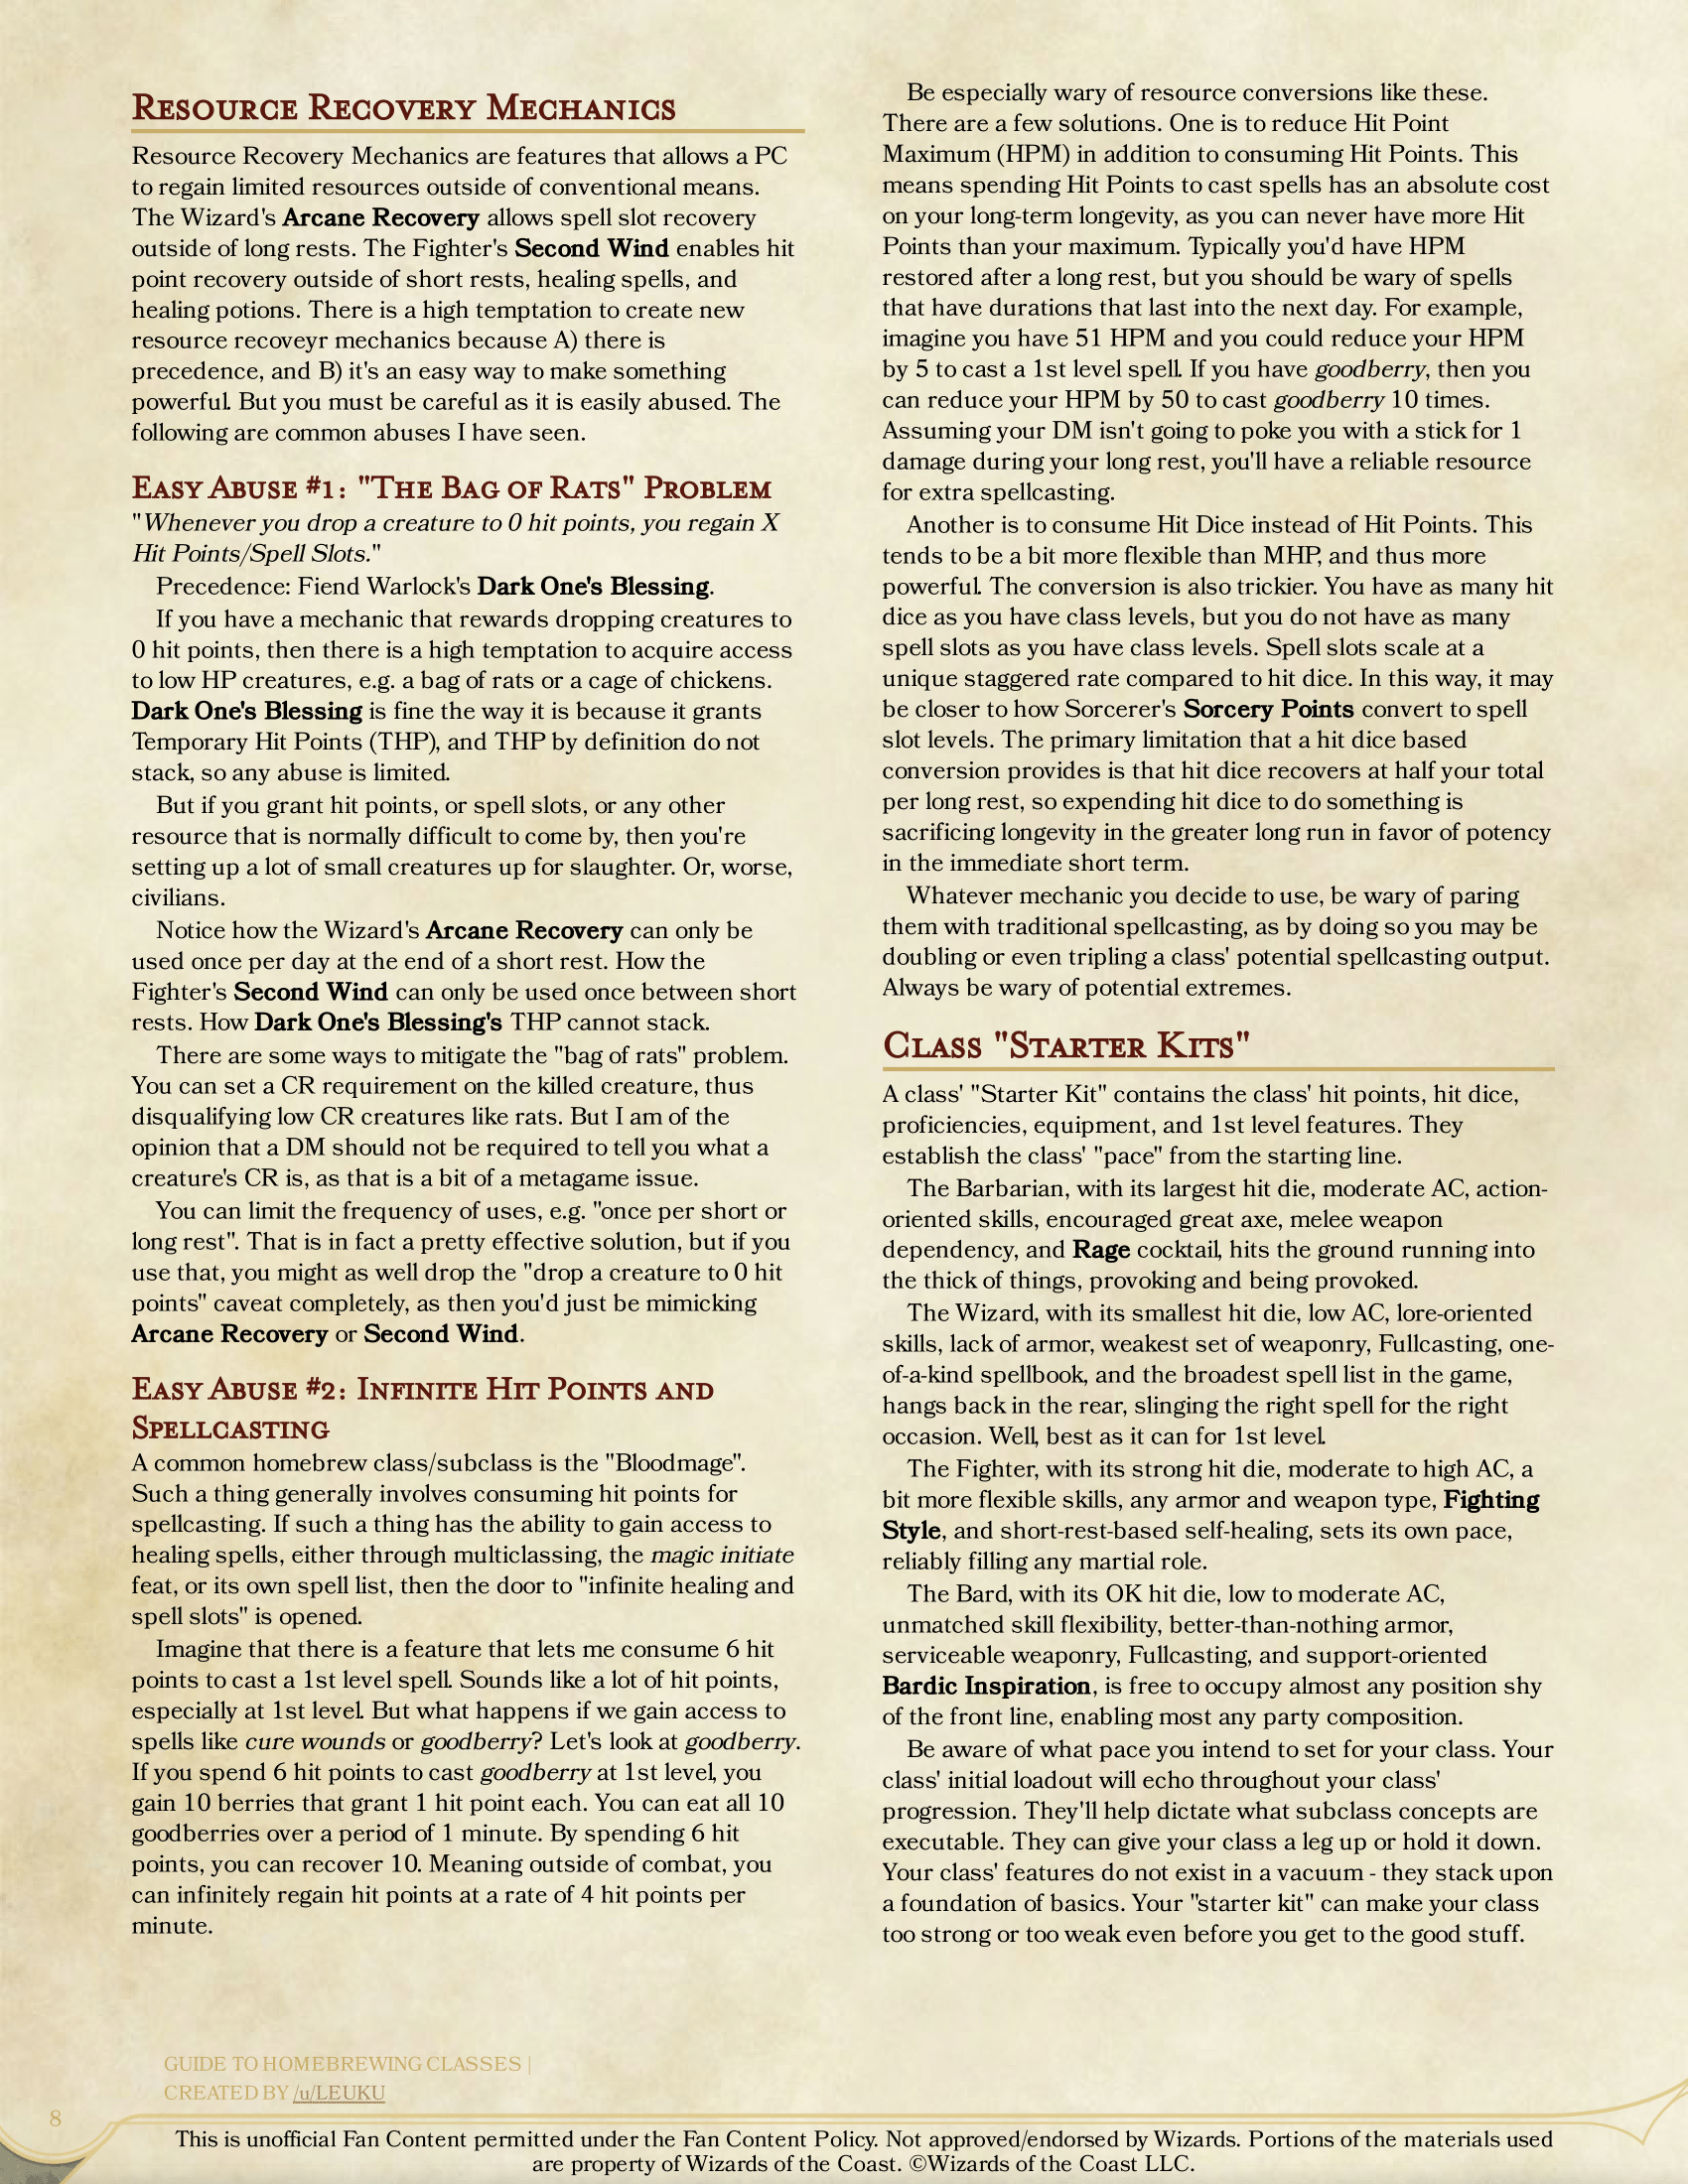 RESOURCE RECOVERY MECHANICS
Resource Recovery Mechanics are features that allows a PC
to regain limited resources outside of conventional means.
The Wizard's Arcane Recovery allows spell slot recovery
outside of long rests. The Fighter's Second Wind enables hit
point recovery outside of short rests, healing spells, and
healing potions. There is a high temptation to create new
resource recoveyr mechanics because A) there is
precedence, and B) it's an easy way to make something
powerful. But you must be careful as it is easily abused. The
following are common abuses I have seen.
EASY ABUSE #1: "THE BAG OF RATS" PROBLEM
"Whenever you drop a creature to 0 hit points, you regain X
Hit Points/Spell Slots."
Precedence: Fiend Warlock's Dark One's Blessing.
If you have a mechanic that rewards dropping creatures to
0 hit points, then there is a high temptation to acquire access
to low HP creatures, e.g. a bag of rats or a cage of chickens.
Dark One's Blessing is fine the way it is because it grants
Temporary Hit Points (THP), and THP by definition do not
stack, so any abuse is limited.
But if you grant hit points, or spell slots, or any other
resource that is normally difficult to come by, then you're
setting up a lot of small creatures up for slaughter. Or, worse,
civilians.
Notice how the Wizard's Arcane Recovery can only be
used once per day at the end of a short rest. How the
Fighter's Second Wind can only be used once between short
rests. How Dark One's Blessing's THP cannot stack.
There are some ways to mitigate the "bag of rats" problem.
You can set a CR requirement on the killed creature, thus
disqualifying low CR creatures like rats. But I am of the
opinion that a DM should not be required to tell you what a
creature's CR is, as that is a bit of a metagame issue.
You can limit the frequency of uses, e.g. "once per short or
long rest". That is in fact a pretty effective solution, but if you
use that, you might as well drop the "drop a creature to 0 hit
points" caveat completely, as then you'd just be mimicking
Arcane Recovery or Second Wind.
EASY ABUSE #2: INFINITE HIT POINTS AND
SPELLCASTING
A common homebrew class/subclass is the "Bloodmage".
Such a thing generally involves consuming hit points for
spellcasting. If such a thing has the ability to gain access to
healing spells, either through multiclassing, the magic initiate
feat, or its own spell list, then the door to "infinite healing and
spell slots" is opened.
Imagine that there is a feature that lets me consume 6 hit
points to cast a 1st level spell. Sounds like a lot of hit points,
especially at 1st level. But what happens if we gain access to
spells like cure wounds or goodberry? Let's look at goodberry.
If you spend 6 hit points to cast goodberry at 1st level, you
gain 10 berries that grant 1 hit point each. You can eat all 10
goodberries over a period of 1 minute. By spending 6 hit
points, you can recover 10. Meaning outside of combat, you
can infinitely regain hit points at a rate of 4 hit points per
minute.
Be especially wary of resource conversions like these.
There are a few solutions. One is to reduce Hit Point
Maximum (HPM) in addition to consuming Hit Points. This
means spending Hit Points to cast spells has an absolute cost
on your long-term longevity, as you can never have more Hit
Points than your maximum. Typically you'd have HPM
restored after a long rest, but you should be wary of spells
that have durations that last into the next day. For example,
imagine you have 51 HPM and you could reduce your HPM
by 5 to cast a 1st level spell. If you have goodberry, then you
can reduce your HPM by 50 to cast goodberry 10 times.
Assuming your DM isn't going to poke you with a stick for 1
damage during your long rest, you'll have a reliable resource
for extra spellcasting.
Another is to consume Hit Dice instead of Hit Points. This
tends to be a bit more flexible than MHP, and thus more
powerful. The conversion is also trickier. You have as many hit
dice as you have class levels, but you do not have as many
spell slots as you have class levels. Spell slots scale at a
unique staggered rate compared to hit dice. In this way, it may
be closer to how Sorcerer's Sorcery Points convert to spell
slot levels. The primary limitation that a hit dice based
conversion provides is that hit dice recovers at half your total
per long rest, so expending hit dice to do something is
sacrificing longevity in the greater long run in favor of potency
in the immediate short term.
Whatever mechanic you decide to use, be wary of paring
them with traditional spellcasting, as by doing so you may be
doubling or even tripling a class' potential spellcasting output.
Always be wary of potential extremes.
CLASS "STARTER KITS"
A class' "Starter Kit" contains the class' hit points, hit dice,
proficiencies, equipment, and 1st level features. They
establish the class' "pace" from the starting line.
The Barbarian, with its largest hit die, moderate AC, action-
oriented skills, encouraged great axe, melee weapon
dependency, and Rage cocktail, hits the ground running into
the thick of things, provoking and being provoked.
The Wizard, with its smallest hit die, low AC, lore-oriented
skills, lack of armor, weakest set of weaponry, Fullcasting, one-
of-a-kind spellbook, and the broadest spell list in the game,
hangs back in the rear, slinging the right spell for the right
occasion. Well, best as it can for 1st level.
The Fighter, with its strong hit die, moderate to high AC, a
bit more flexible skills, any armor and weapon type, Fighting
Style, and short-rest-based self-healing, sets its own pace,
reliably filling any martial role.
The Bard, with its OK hit die, low to moderate AC,
unmatched skill flexibility, better-than-nothing armor,
serviceable weaponry, Fullcasting, and support-oriented
Bardic Inspiration, is free to occupy almost any position shy
of the front line, enabling most any party composition.
Be aware of what pace you intend to set for your class. Your
class' initial loadout will echo throughout your class'
progression. They'll help dictate what subclass concepts are
executable. They can give your class a leg up or hold it down.
Your class' features do not exist in a vacuum - they stack upon
a foundation of basics. Your "starter kit" can make your class
too strong or too weak even before you get to the good stuff.
GUIDE TO HOMEBREWING CLASSES |
CREATED BY /u/LEUKU
8
This is unofficial Fan Content permitted under the Fan Content Policy. Not approved/endorsed by Wizards. Portions of the materials used
are property of Wizards of the Coast. ©Wizards of the Coast LLC.